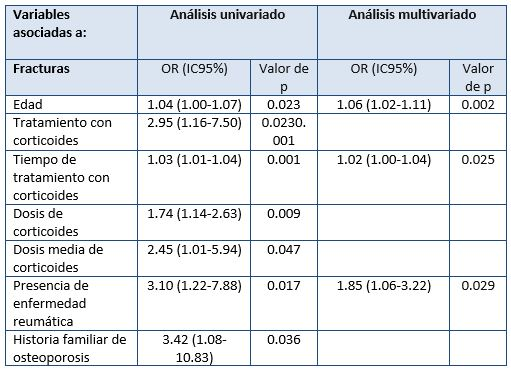 Variables asociadas a: Análisis univariado Análisis multivariado
Fracturas OR (IC95%) Valor de p OR (IC95%) Valor de p
Edad 1.04 (1.00-1.07) 0.023 1.06 (1.02-1.11) 0.002
Tratamiento con corticoides 2.95 (1.16-7.50) 0.0230.001
Tiempo de tratamiento con corticoides 1.03 (1.01-1.04) 0.001 1.02 (1.00-1.04) 0.025
Dosis de corticoides 1.74 (1.14-2.63) 0.009
Dosis media de corticoides 2.45 (1.01-5.94) 0.047
Presencia de enfermedad reumática 3.10 (1.22-7.88) 0.017 1.85 (1.06-3.22) 0.029
Historia familiar de osteoporosis 3.42 (1.08-10.83) 0.036